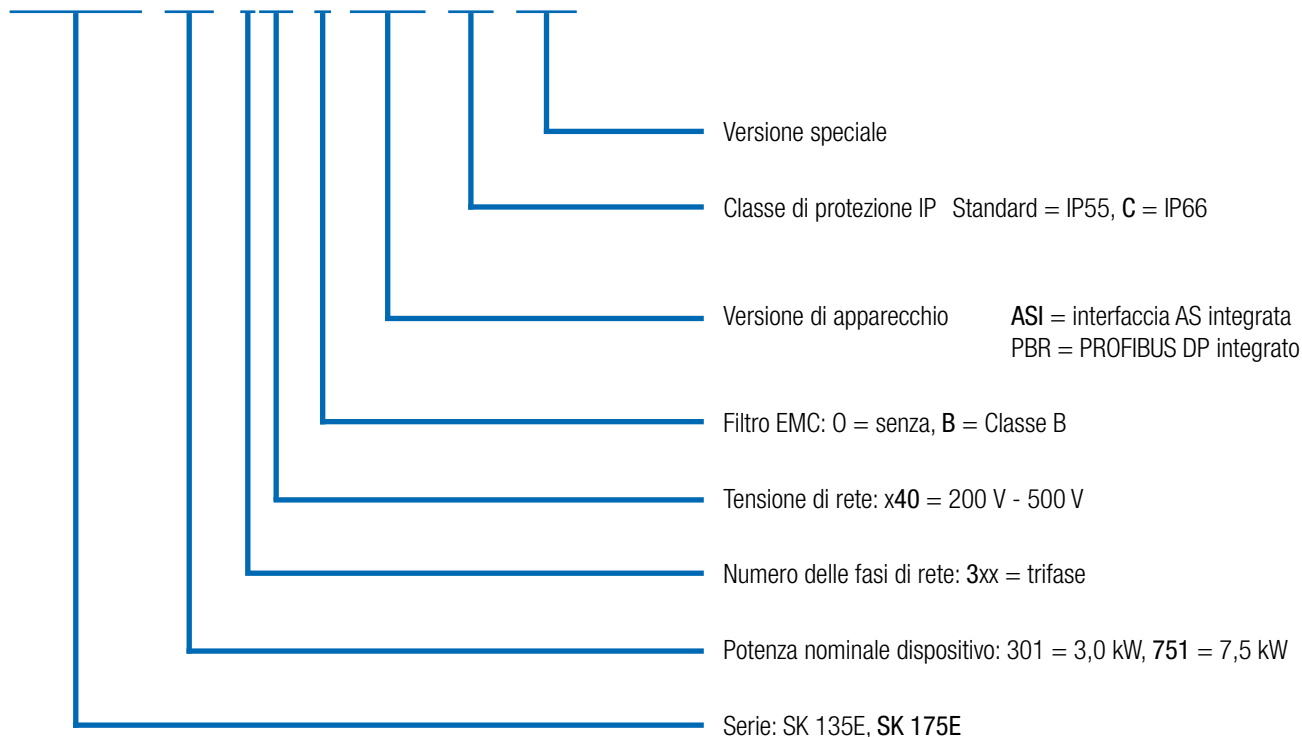 Versione speciale
Classe di protezione IP Standard = IP55, C = IP66
Versione di apparecchio ASI = interfaccia AS integrata
PBR = PROFIBUS DP integrato
Filtro EMC: O = senza, B = Classe B
Tensione di rete: x40 = 200 V - 500 V
Numero delle fasi di rete: 3xx = trifase
Potenza nominale dispositivo: 301 = 3,0 kW, 751 = 7,5 kW
Serie: SK 135E, SK 175E